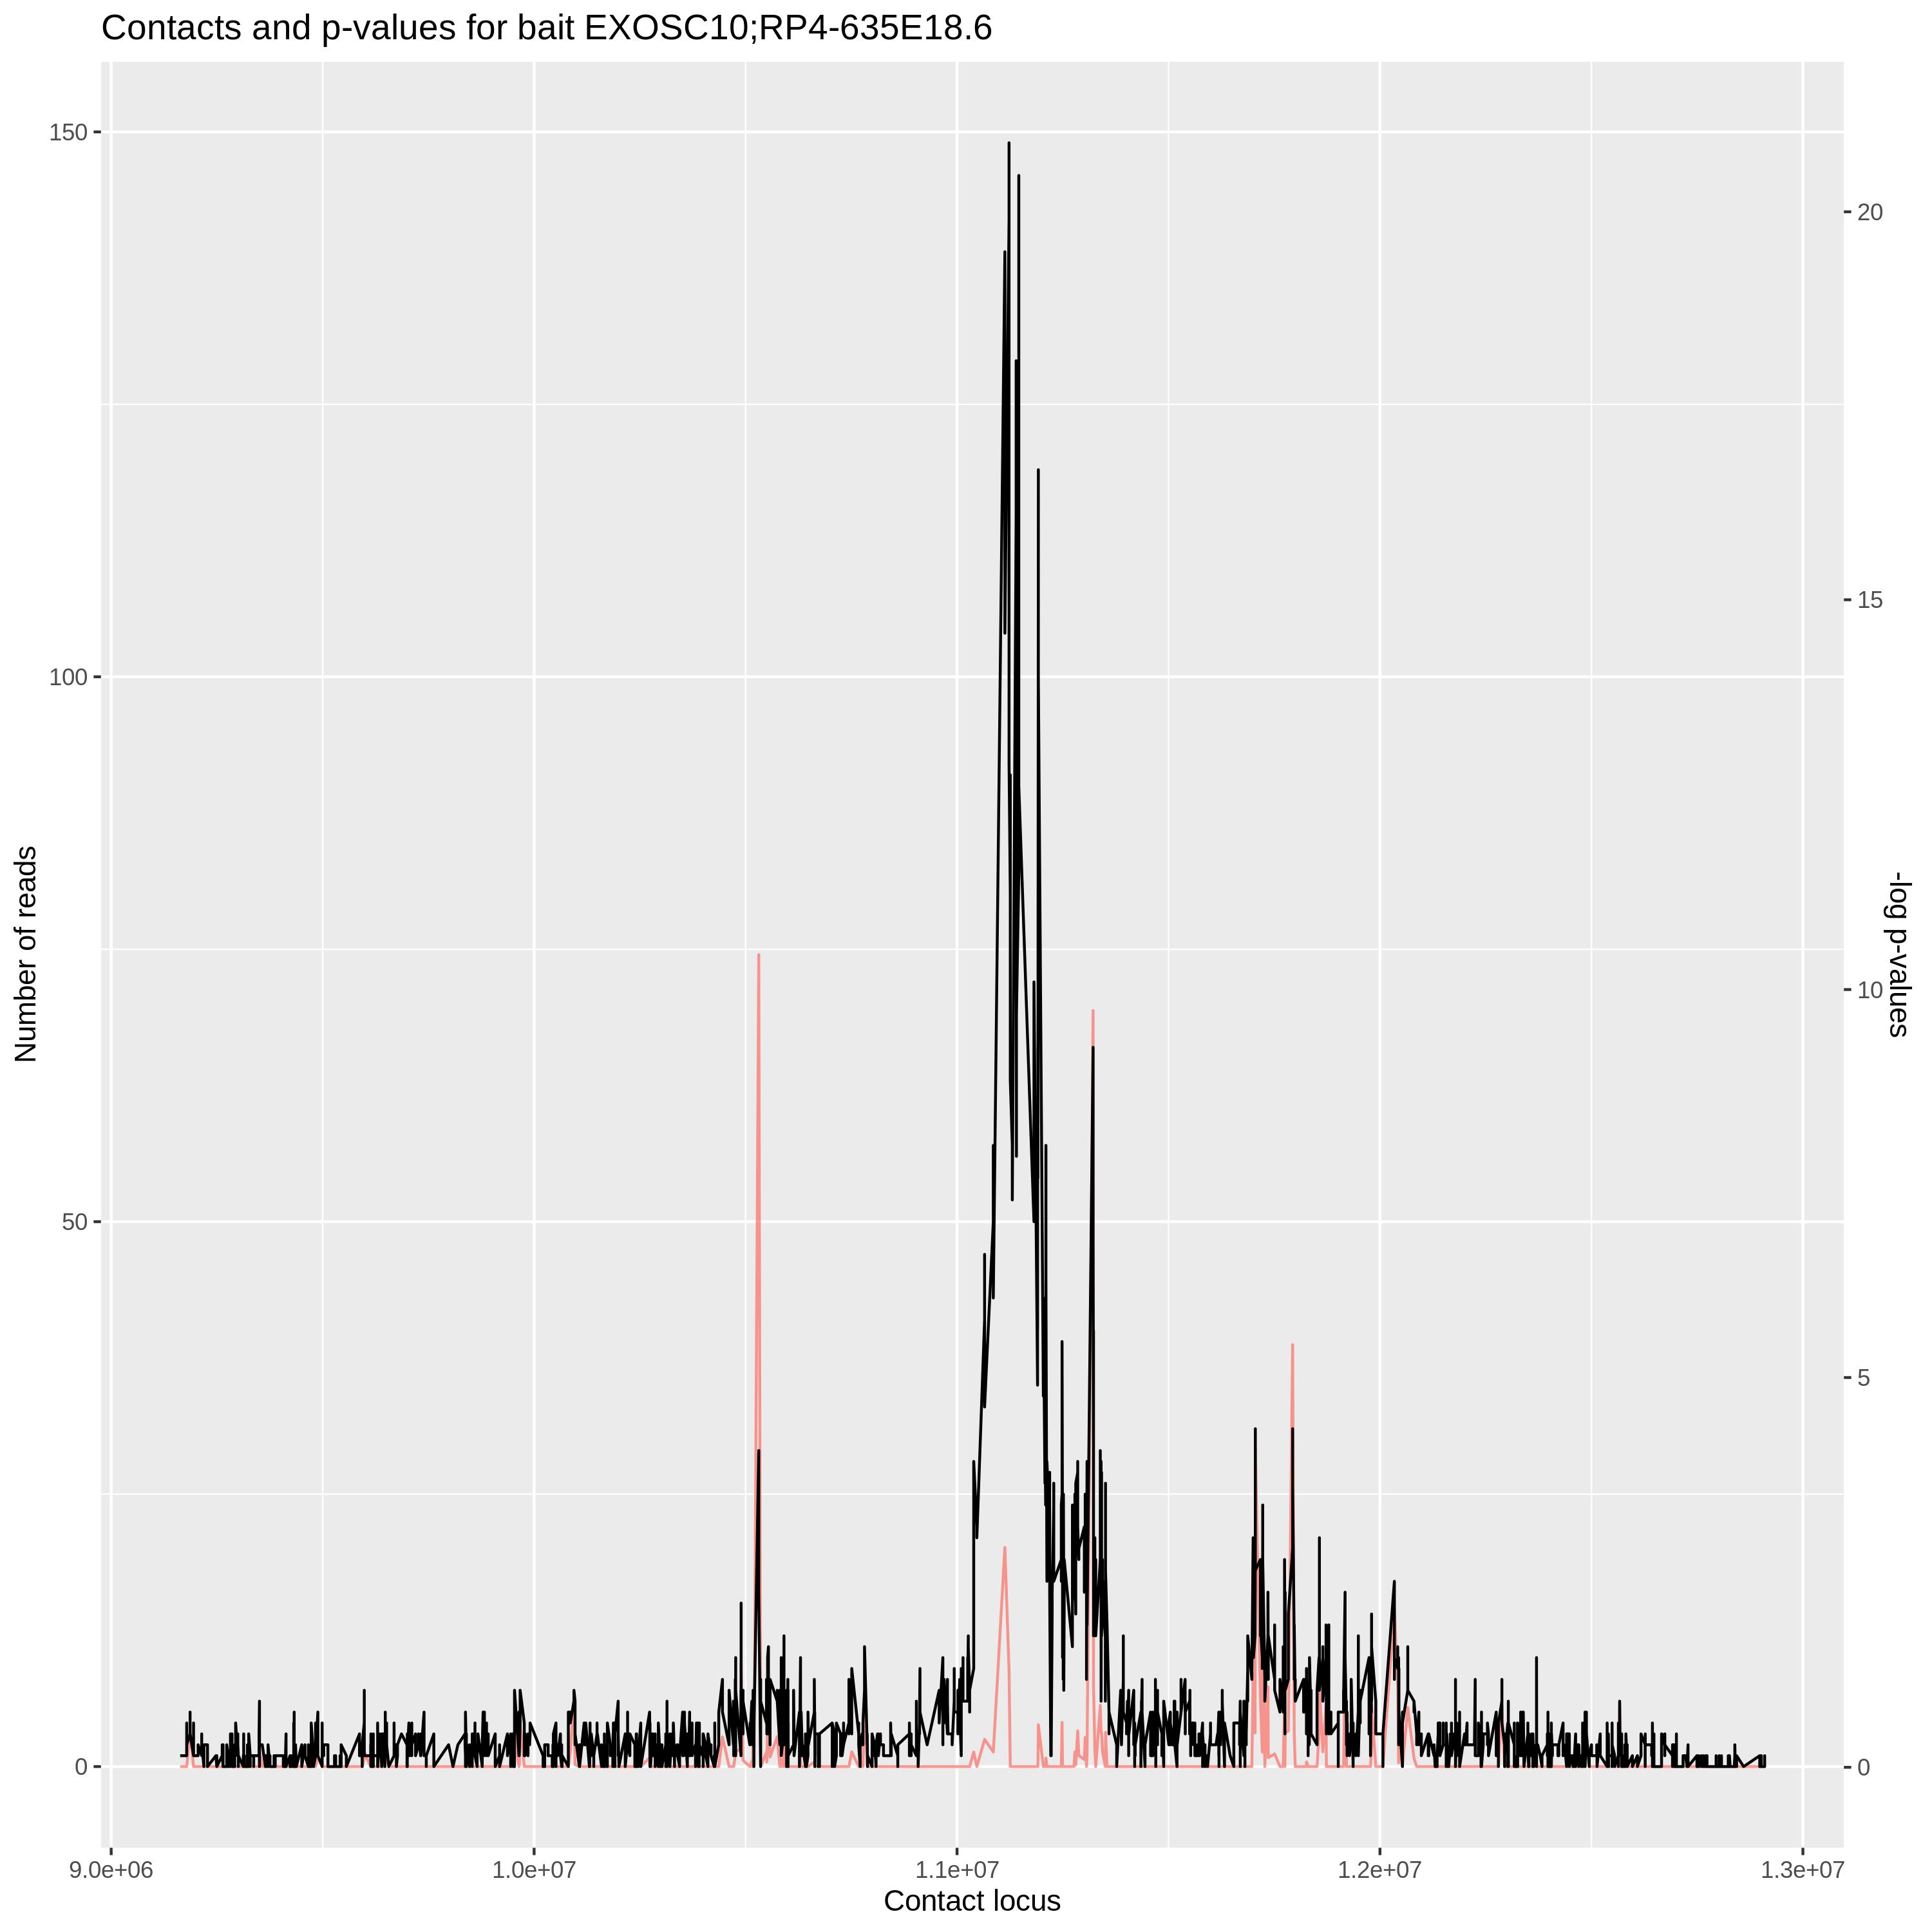 Contacts and p-values for bait EXOSC10;RP4-635E18.6
150
100
50
0
Number of reads
20
15
10
5
0
-log p-values
9.0e+06
1.0e+07
1.1e+07
1.2e+07
1.3e+07
Contact locus